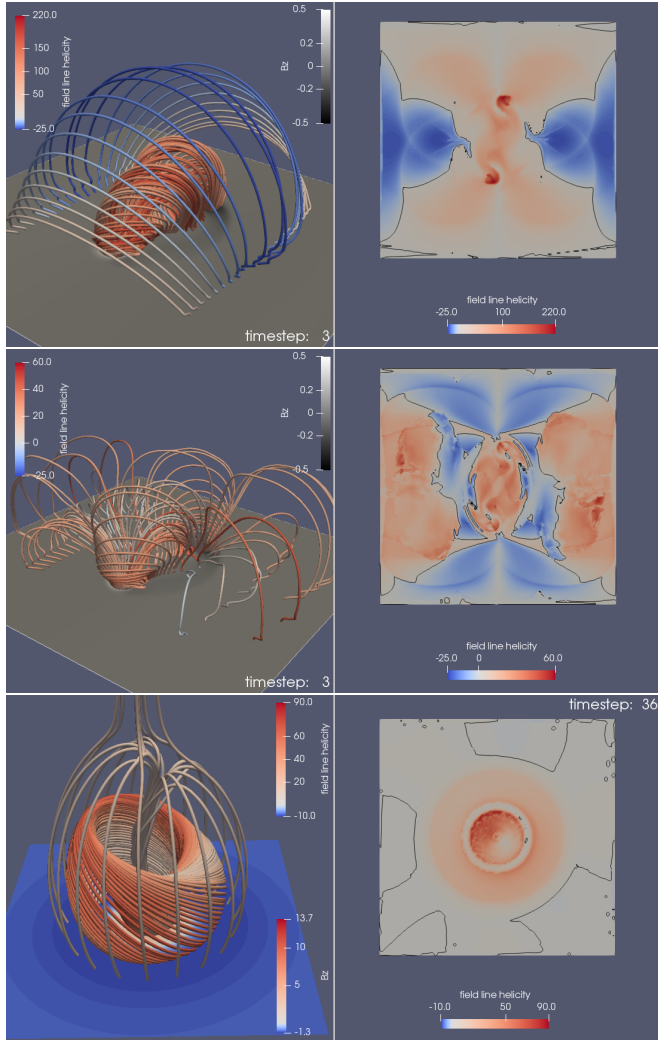 220.0
150
100
50
-25.0
field line helicity
0.5
0.2
0
-0.2
-0.5
Bz
timestep: 3
field line helicity
-25.0 100 220.0
60.0
40
20
0
-25.0
field line helicity
0.5
0.2
0
-0.2
-0.5
Bz
timestep: 3
field line helicity
-25.0 0 60.0
90.0
80
60
40
20
-10.0
field line helicity
13.7
10
5
-1.3
Bz
timestep: 36
field line helicity
-10.0 50 90.0